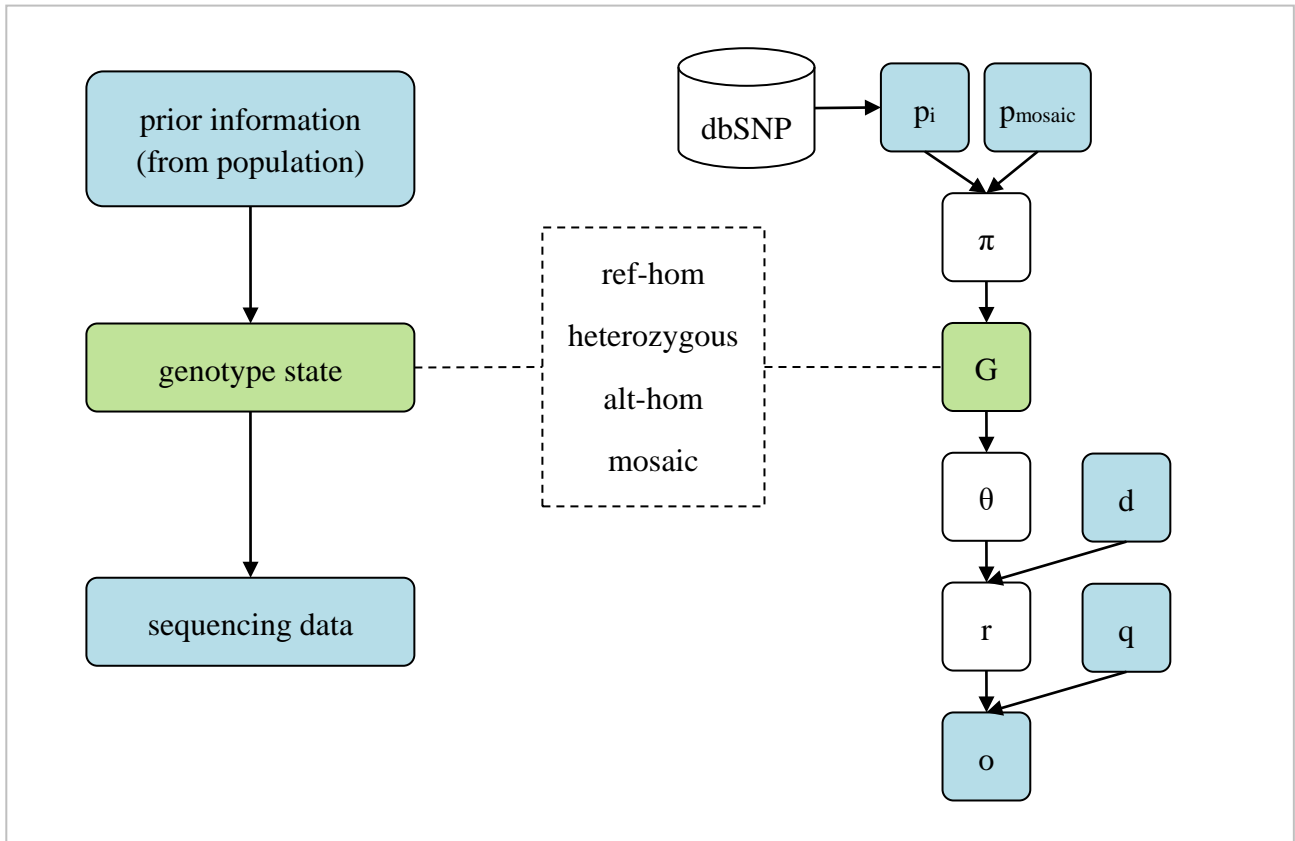 prior information
(from population)
genotype state
sequencing data
ref-hom
heterozygous
alt-hom
mosaic
dbSNP
pi
pmosaic
π
G
θ
d
r
q
o